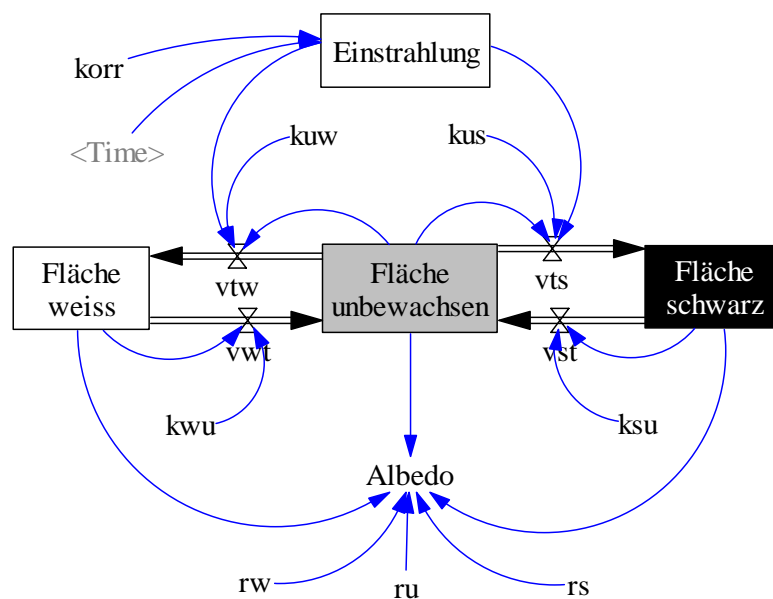 Einstrahlung
korr
<Time>
kuw
kus
Fläche
weiss
vtw
Fläche
unbewachsen
vts
Fläche
schwarz
vwt
vst
kwu
ksu
Albedo
rw
ru
rs